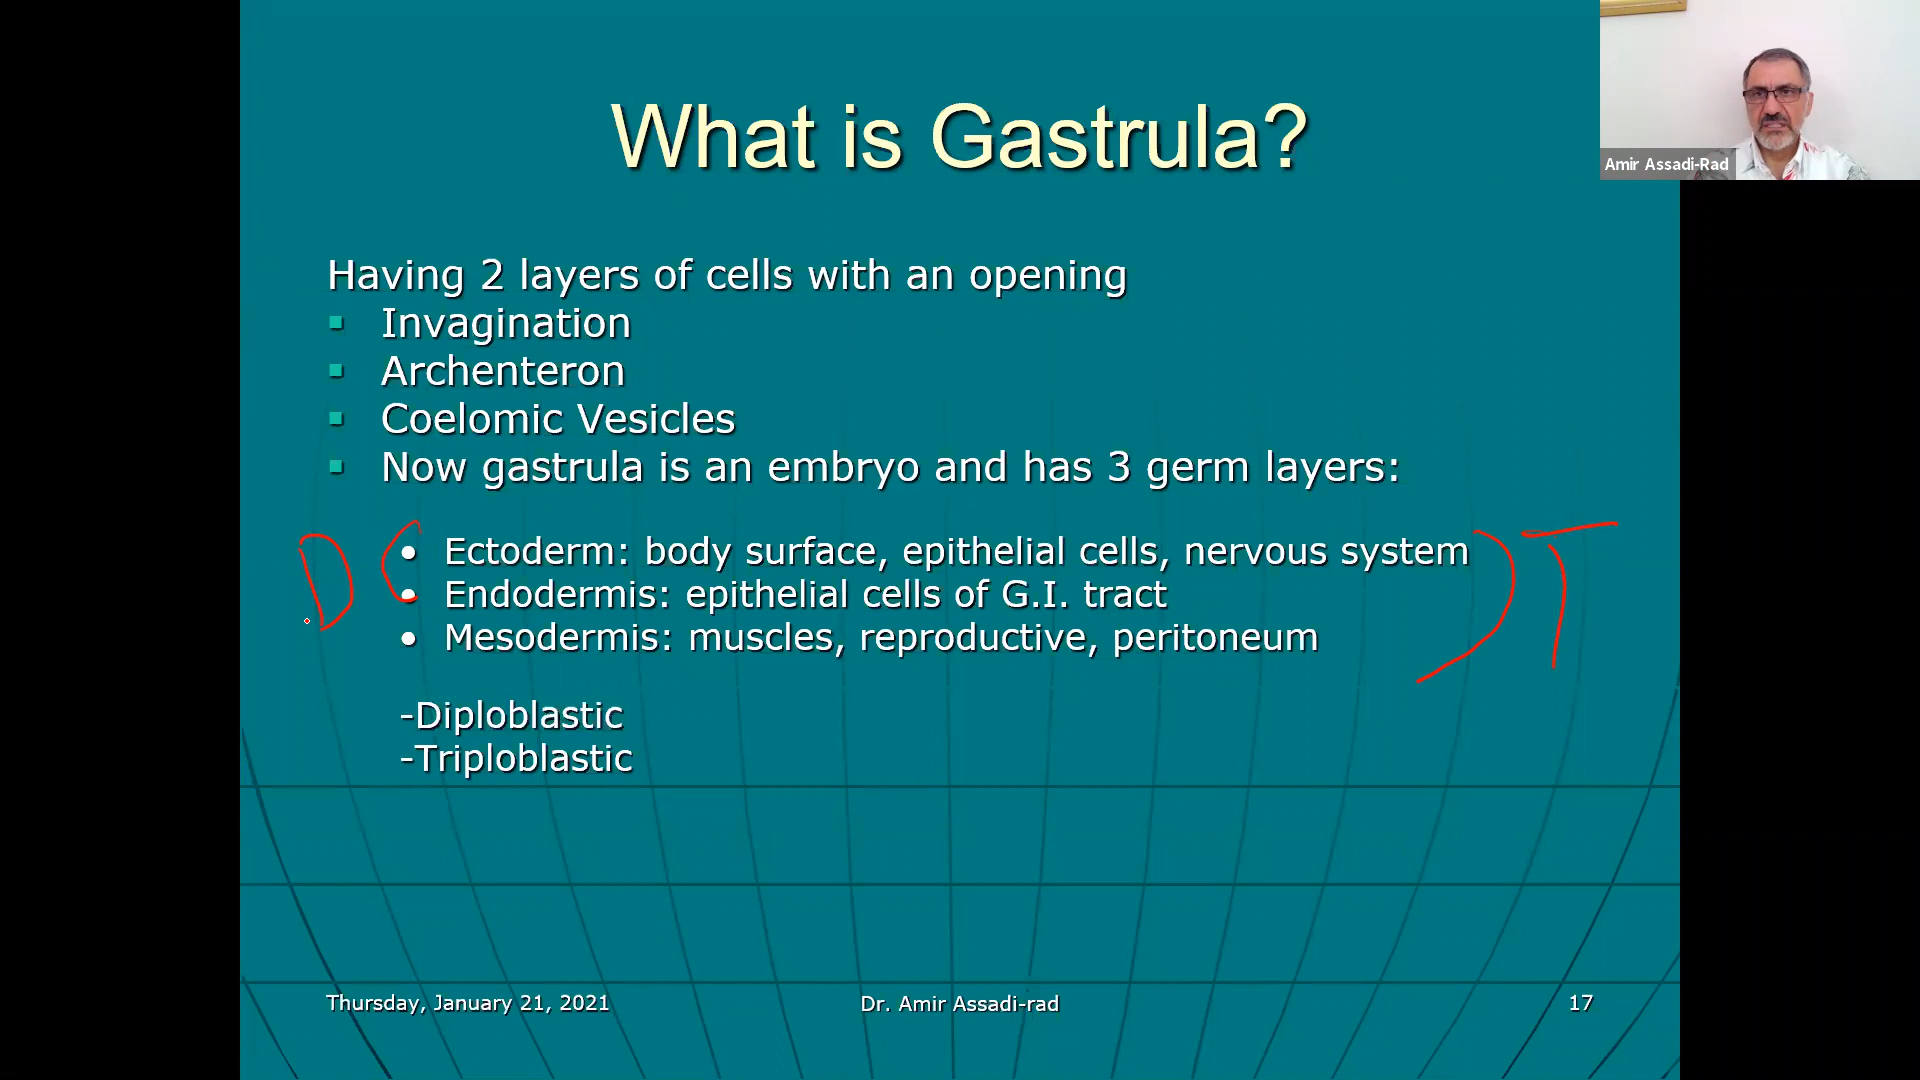 What is Gastrula?
Amir Assadi-Rad
Having 2 layers of cells with an opening
▪ Invagination
▪ Archenteron
▪ Coelomic Vesicles
▪ Now gastrula is an embryo and has 3 germ layers:
• Ectoderm: body surface, epithelial cells, nervous system
• Endodermis: epithelial cells of G.I. tract
• Mesodermis: muscles, reproductive, peritoneum
D
T
-Diploblastic
-Triploblastic
Thursday, January 21, 2021
Dr. Amir Assadi-rad
17